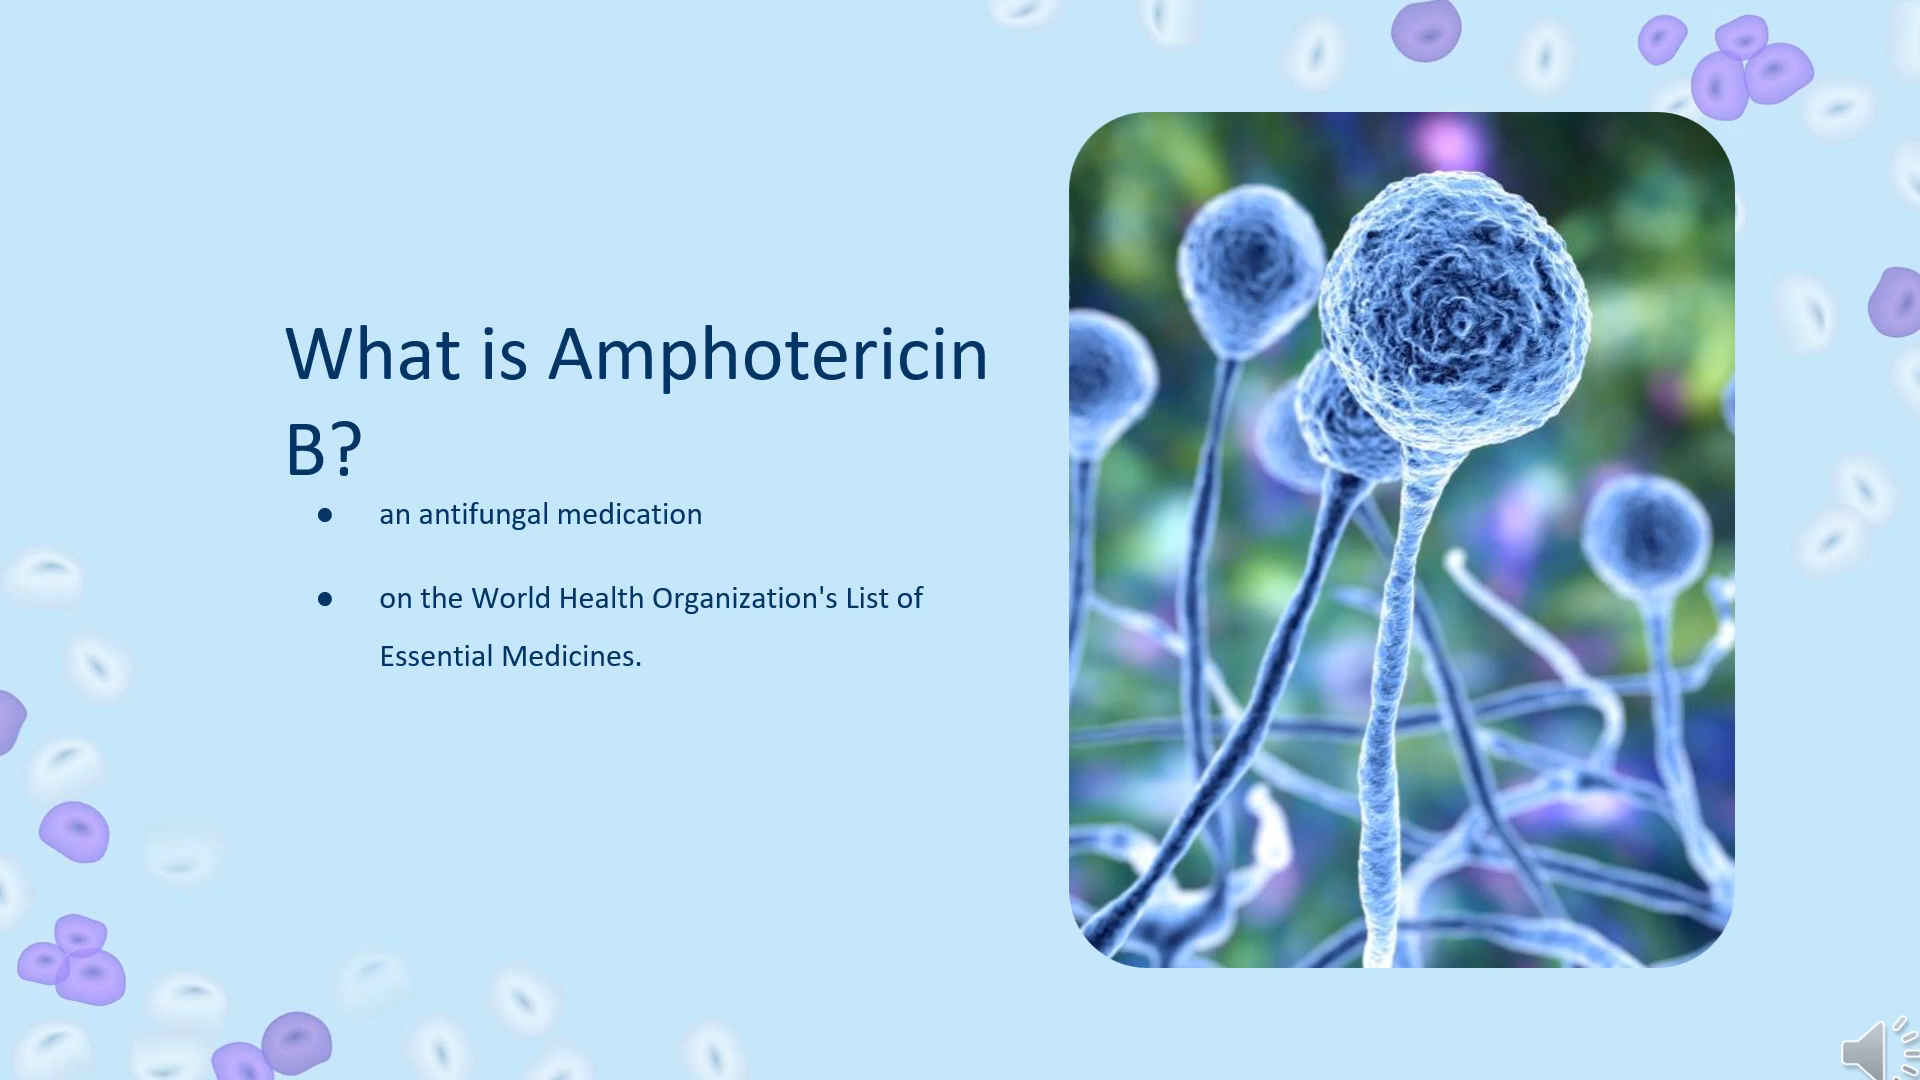 What is Amphotericin
B?
● an antifungal medication
● on the World Health Organization's List of
Essential Medicines.